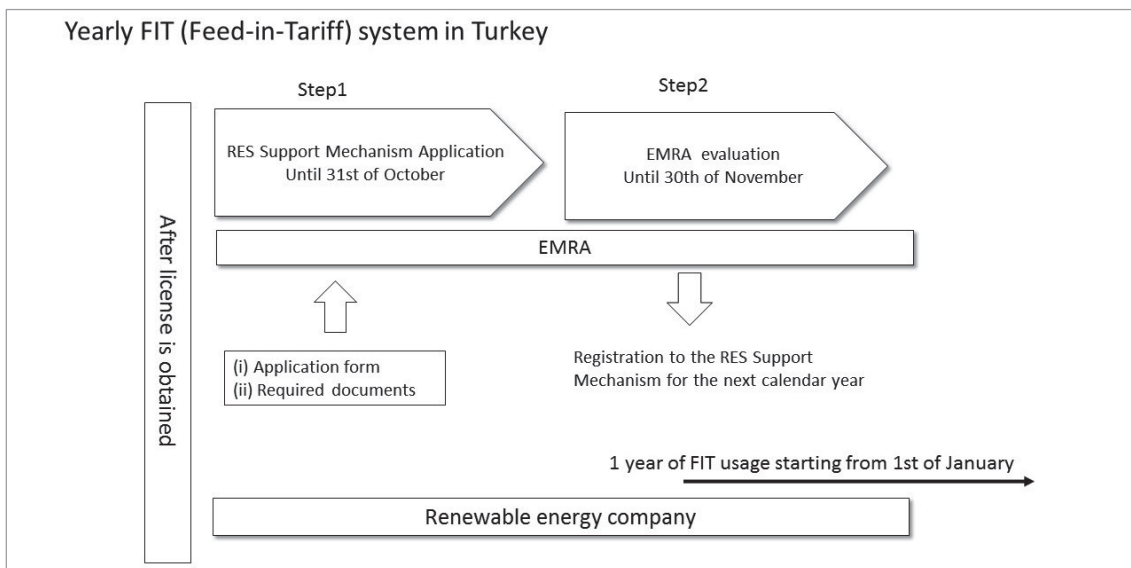 Yearly FIT (Feed-in-Tariff) system in Turkey
Step1
Step2
RES Support Mechanism Application
Until 31st of October
EMRA evaluation
Until 30th of November
After license is obtained
EMRA
(i) Application form
(ii) Required documents
Registration to the RES Support
Mechanism for the next calendar year
1 year of FIT usage starting from 1st of January
Renewable energy company